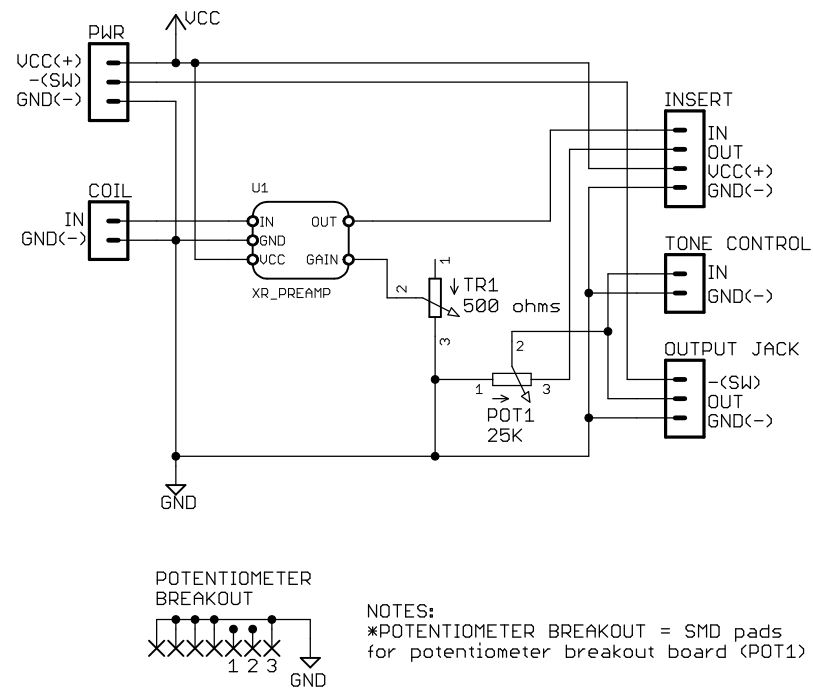 VCC
PWR
VCC(+)
-(SW)
GND(-)
INSERT
IN
OUT
VCC(+)
GND(-)
COIL
IN
GND(-)
U1
IN
GND
VCC
OUT
GAIN
XR_PREAMP
1
2
3
TR1
500 ohms
TONE CONTROL
IN
GND(-)
2
1
3
POT1
25K
OUTPUT JACK
-(SW)
OUT
GND(-)
GND
POTENTIOMETER
BREAKOUT
1 2 3
GND
NOTES:
*POTENTIOMETER BREAKOUT = SMD pads
for potentiometer breakout board (POT1)